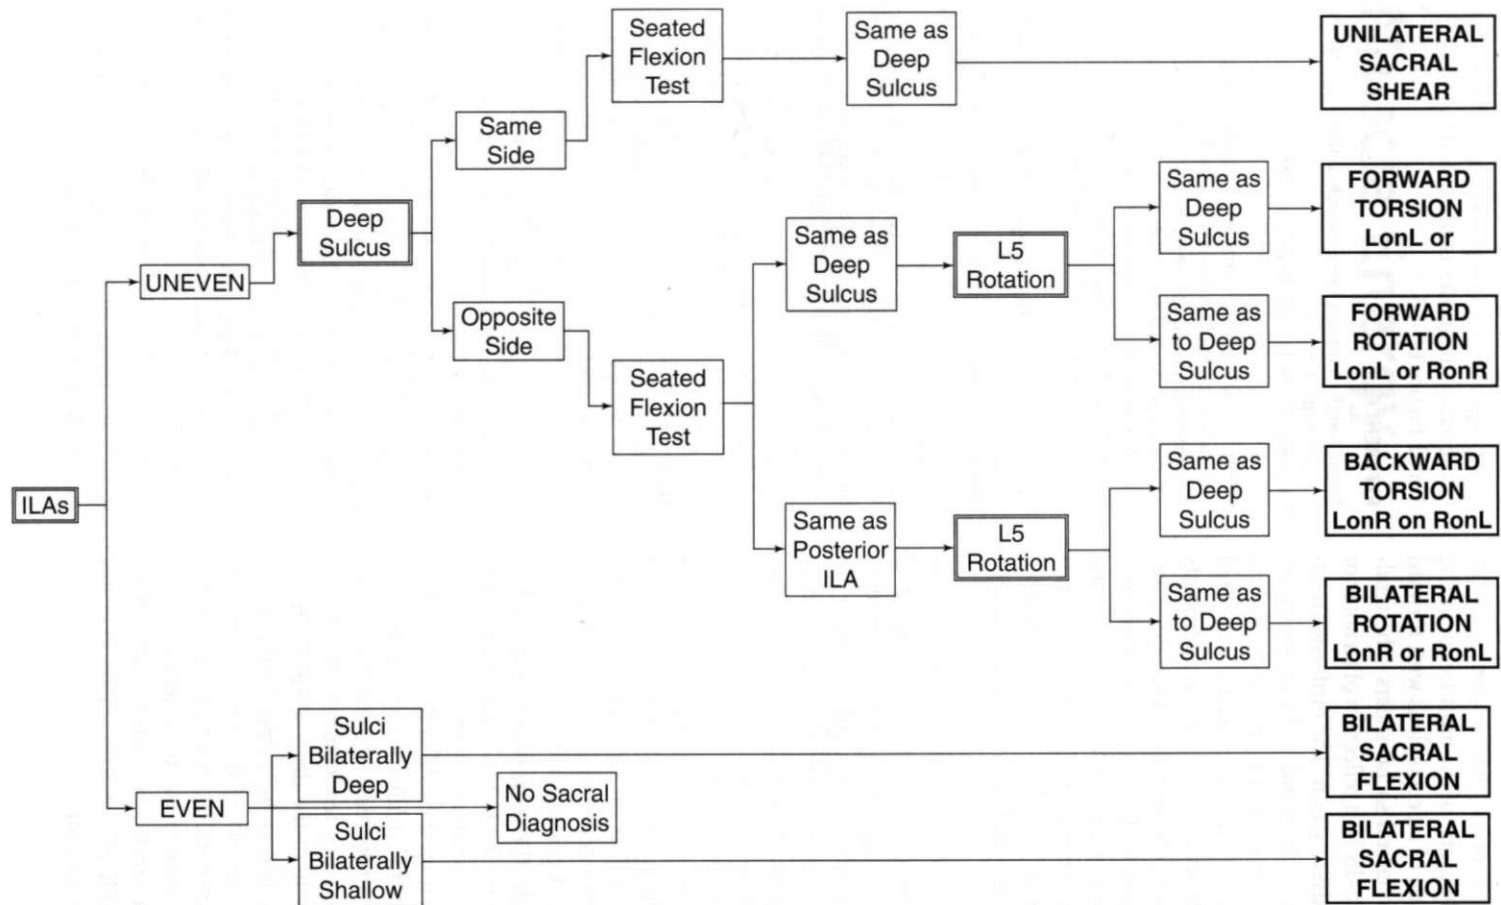 Seated
Flexion
Test
Same as
Deep
Sulcus
UNILATERAL
SACRAL
SHEAR
Same
Side
Deep
Sulcus
UNEVEN
Opposite
Side
Same as
Deep
Sulcus
L5
Rotation
Same as
Deep
Sulcus
FORWARD
TORSION
LonL or
Same as
to Deep
Sulcus
FORWARD
ROTATION
LonL or RonR
Seated
Flexion
Test
ILAs
Same as
Posterior
ILA
L5
Rotation
Same as
Deep
Sulcus
BACKWARD
TORSION
LonR on RonL
Same as
to Deep
Sulcus
BILATERAL
ROTATION
LonR or RonL
EVEN
Sulci
Bilaterally
Deep
BILATERAL
SACRAL
FLEXION
No Sacral
Diagnosis
Sulci
Bilaterally
Shallow
BILATERAL
SACRAL
FLEXION